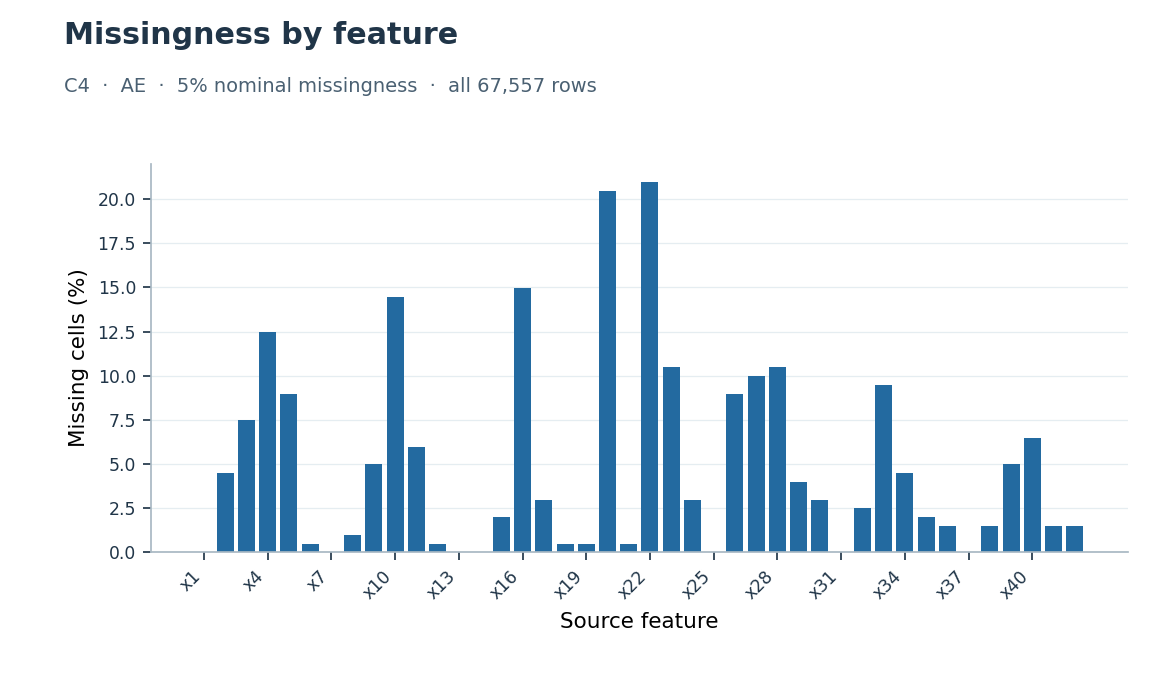 Missingness by feature
C4 · AE · 5% nominal missingness · all 67,557 rows
20.0
17.5
15.0
12.5
10.0
7.5
5.0
2.5
0.0
Missing cells (%)
x1 x4 x7 x10 x13 x16 x19 x22 x25 x28 x31 x34 x37 x40
Source feature